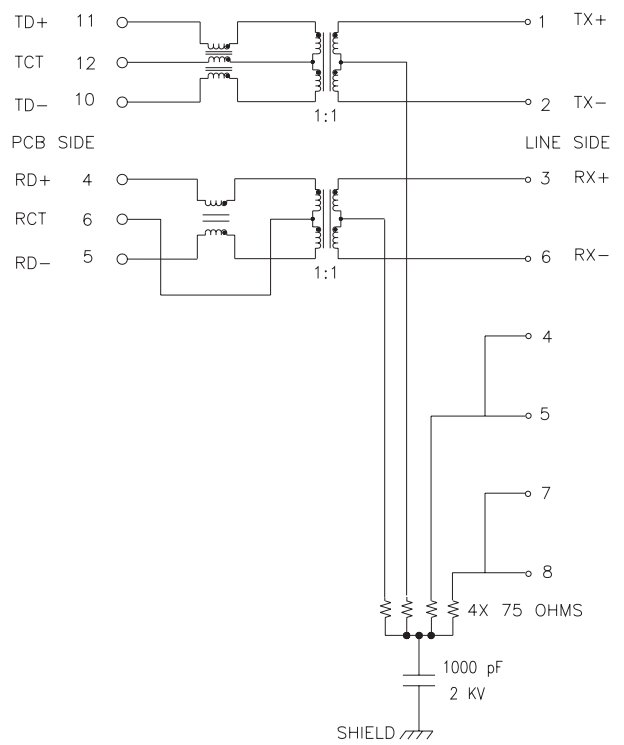 TD+ 11 1 TX+
TCT 12
TD− 10 2 TX−
1:1
PCB SIDE LINE SIDE
RD+ 4 3 RX+
RCT 6
RD− 5 6 RX−
1:1
4
5
7
8
4X 75 OHMS
1000 pF
2 KV
SHIELD